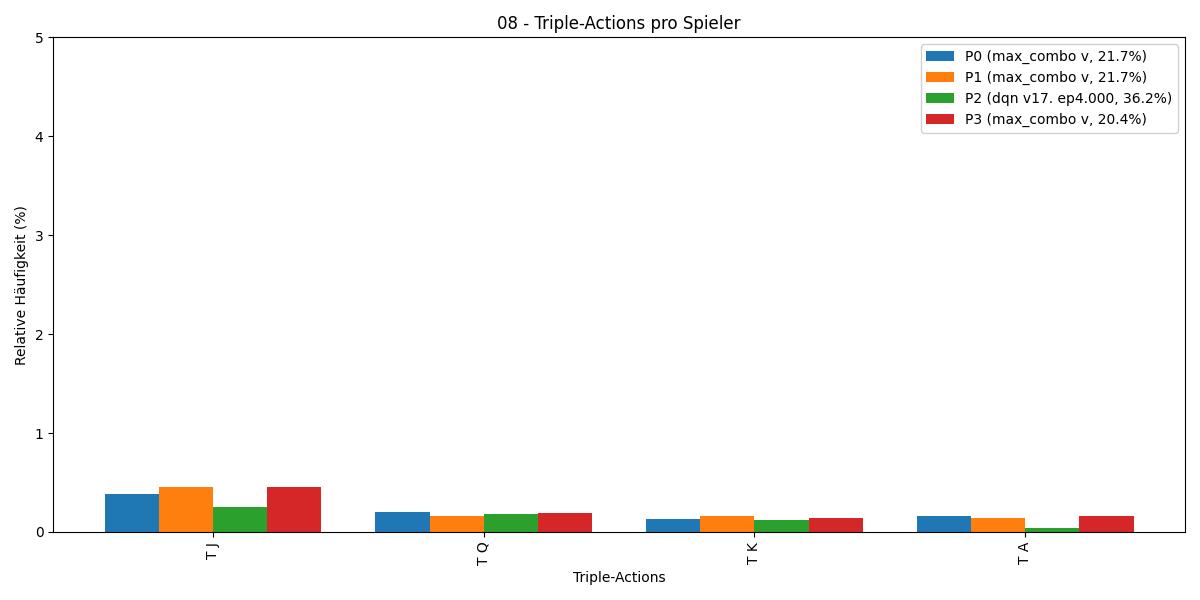 08 - Triple-Actions pro Spieler
P0 (max_combo v, 21.7%)
P1 (max_combo v, 21.7%)
P2 (dqn v17. ep4.000, 36.2%)
P3 (max_combo v, 20.4%)
Relative Häufigkeit (%)
5
4
3
2
1
0
T J
T Q
T K
T A
Triple-Actions